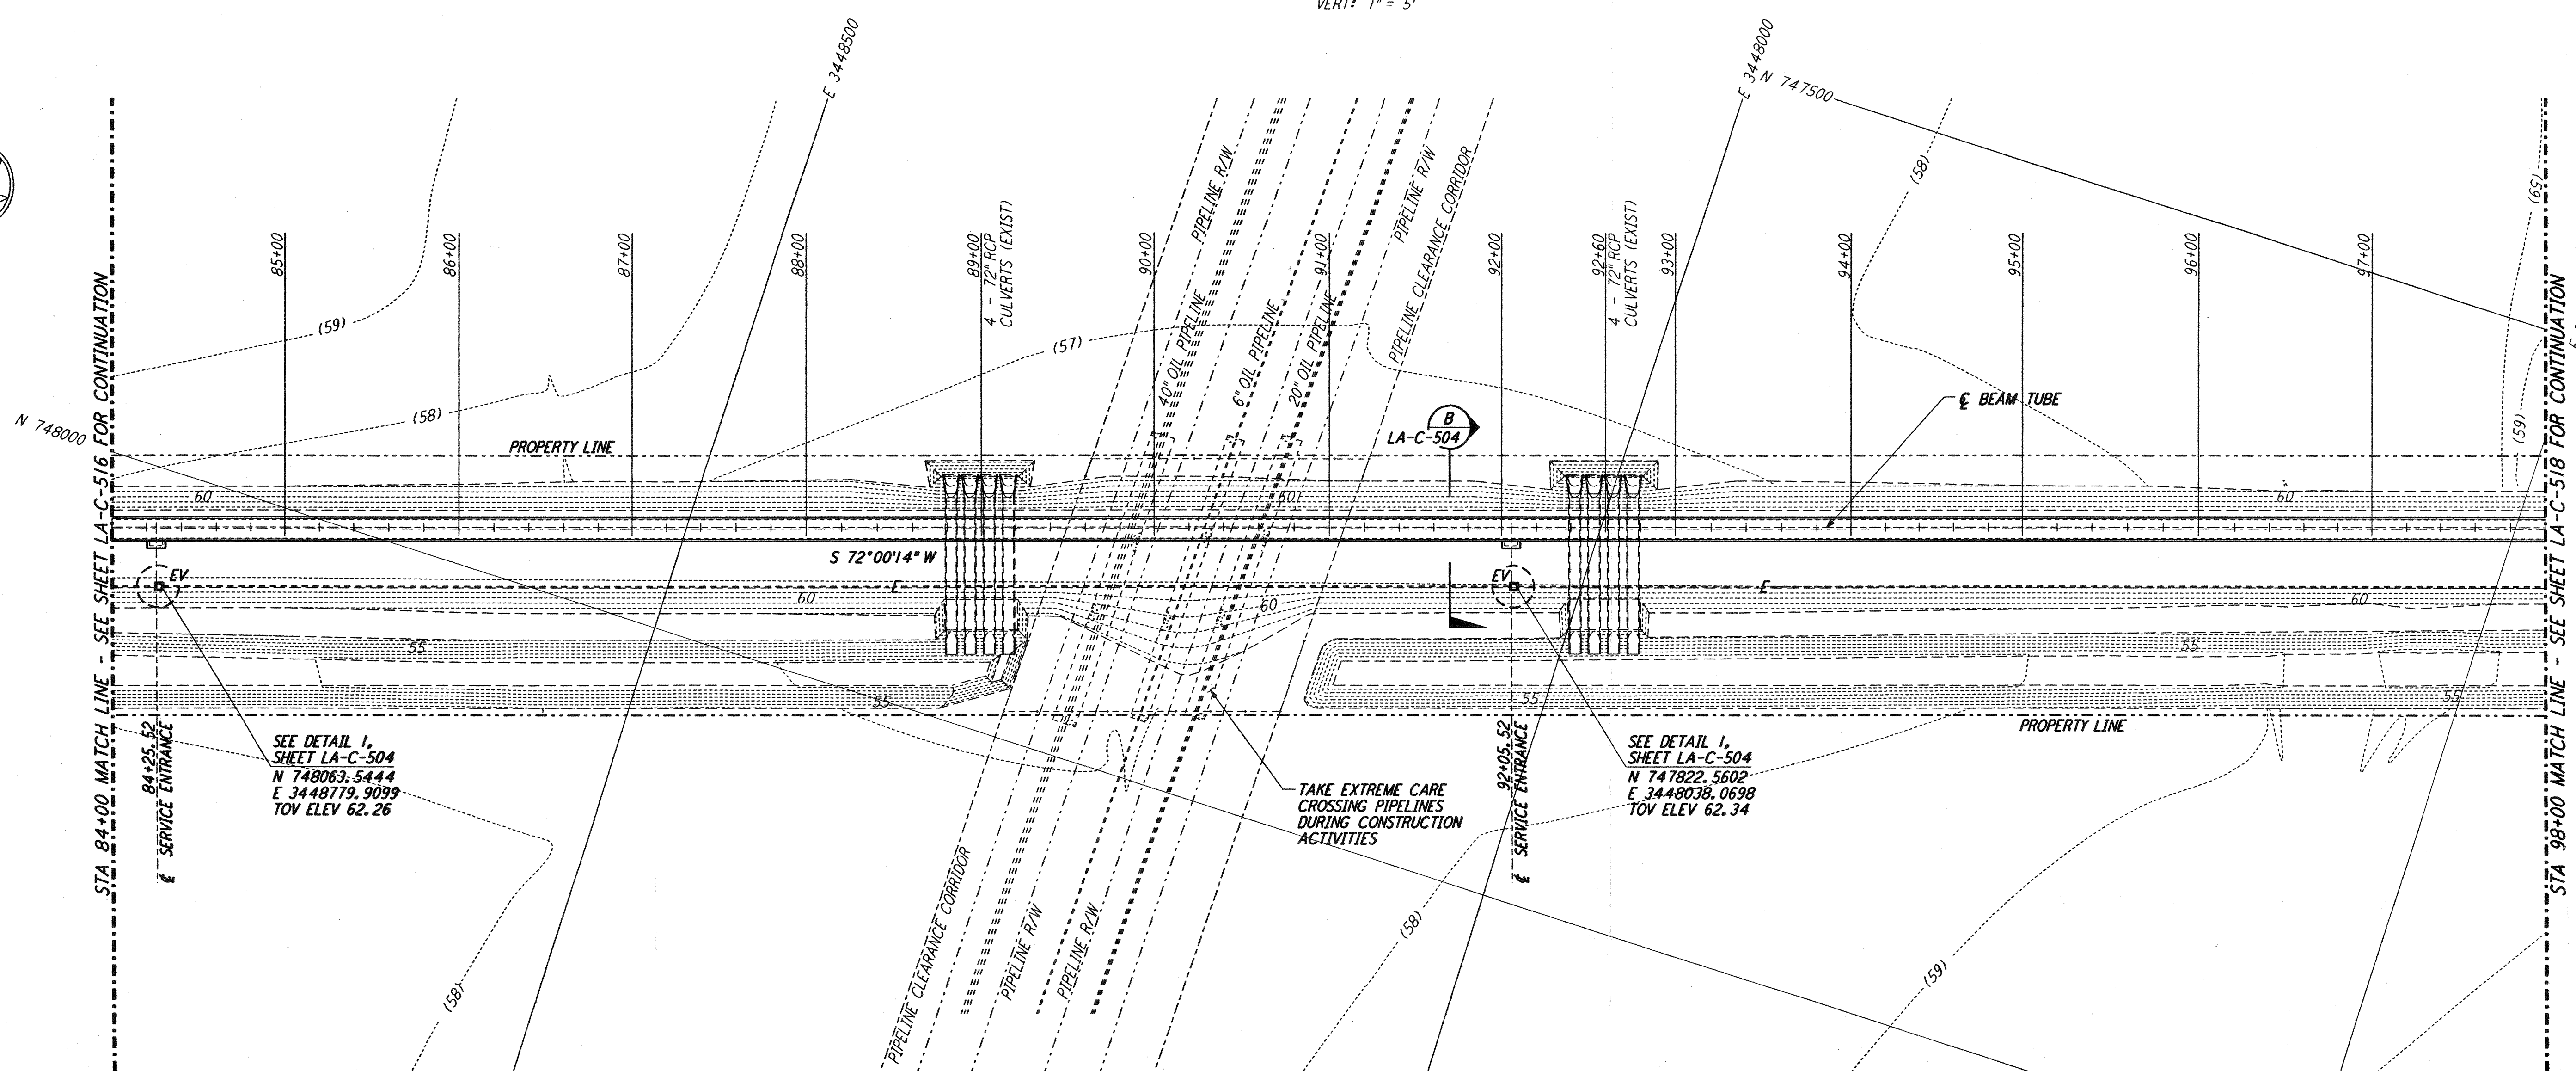 VERT: 1" = 5'
E 3448500
E 3448000
N 747500
N 748000
STA 84+00 MATCH LINE - SEE SHEET LA-C-516 FOR CONTINUATION
STA 98+00 MATCH LINE - SEE SHEET LA-C-518 FOR CONTINUATION
85+00
86+00
87+00
88+00
89+00
4 - 72" RCP
CULVERTS (EXIST)
90+00
91+00
92+00
92+60
4 - 72" RCP
CULVERTS (EXIST)
93+00
94+00
95+00
96+00
97+00
PIPELINE R/W
PIPELINE R/W
PIPELINE CLEARANCE CORRIDOR
40" OIL PIPELINE
6" OIL PIPELINE
20" OIL PIPELINE
(59)
(58)
(57)
(58)
(59)
(59)
B
LA-C-504
℄ BEAM TUBE
PROPERTY LINE
60
60
60
S 72°00'14" W
EV
E
EV
E
60
60
60
55
55
55
55
55
PROPERTY LINE
84+25.52
℄ SERVICE ENTRANCE
SEE DETAIL 1,
SHEET LA-C-504
N 748063.5444
E 3448779.9099
TOV ELEV 62.26
TAKE EXTREME CARE
CROSSING PIPELINES
DURING CONSTRUCTION
ACTIVITIES
92+05.52
℄ SERVICE ENTRANCE
SEE DETAIL 1,
SHEET LA-C-504
N 747822.5602
E 3448038.0698
TOV ELEV 62.34
PIPELINE CLEARANCE CORRIDOR
PIPELINE R/W
PIPELINE R/W
(58)
(58)
(59)